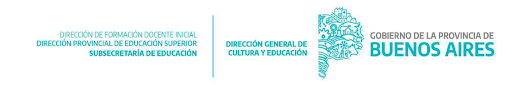 DIRECCIÓN DE FORMACIÓN DOCENTE INICIAL
DIRECCIÓN PROVINCIAL DE EDUCACIÓN SUPERIOR
SUBSECRETARÍA DE EDUCACIÓN
DIRECCIÓN GENERAL DE
CULTURA Y EDUCACIÓN
GOBIERNO DE LA PROVINCIA DE
BUENOS AIRES